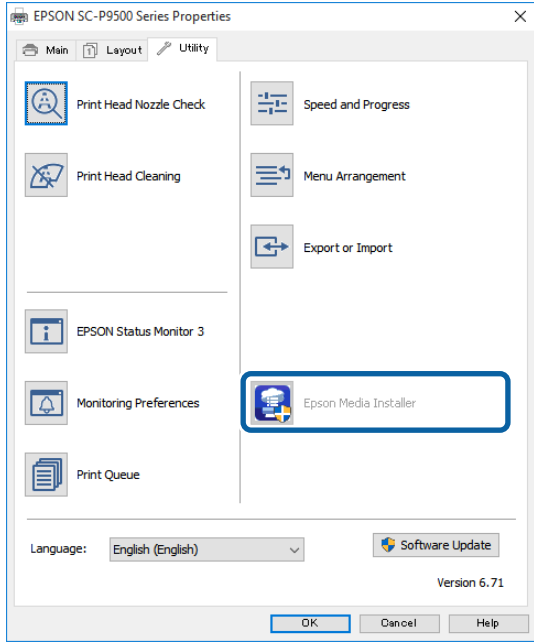 EPSON SC-P9500 Series Properties
Main
Layout
Utility
Print Head Nozzle Check
Speed and Progress
Print Head Cleaning
Menu Arrangement
Export or Import
EPSON Status Monitor 3
Monitoring Preferences
Epson Media Installer
Print Queue
Language:
English (English)
Software Update
Version 6.71
OK
Cancel
Help